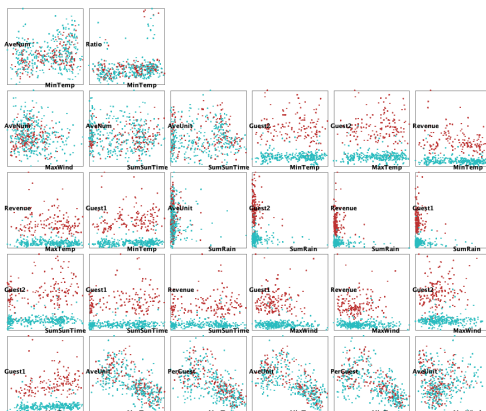 AveNum Ratio
MinTemp MinTemp
AveNum AveNum AveUnit Guest2 Guest2 Revenue
MaxWind SumSunTime SumSunTime MinTemp MaxTemp MinTemp
Revenue Guest1 AveUnit Guest2 Revenue Guest1
MaxTemp MinTemp SumRain SumRain SumRain SumRain
Guest2 Guest1 Revenue Guest1 Revenue Guest2
SumSunTime SumSunTime SumSunTime MaxWind MaxWind MaxWind
Guest1 AveUnit PerGuest AveUnit PerGuest AveUnit